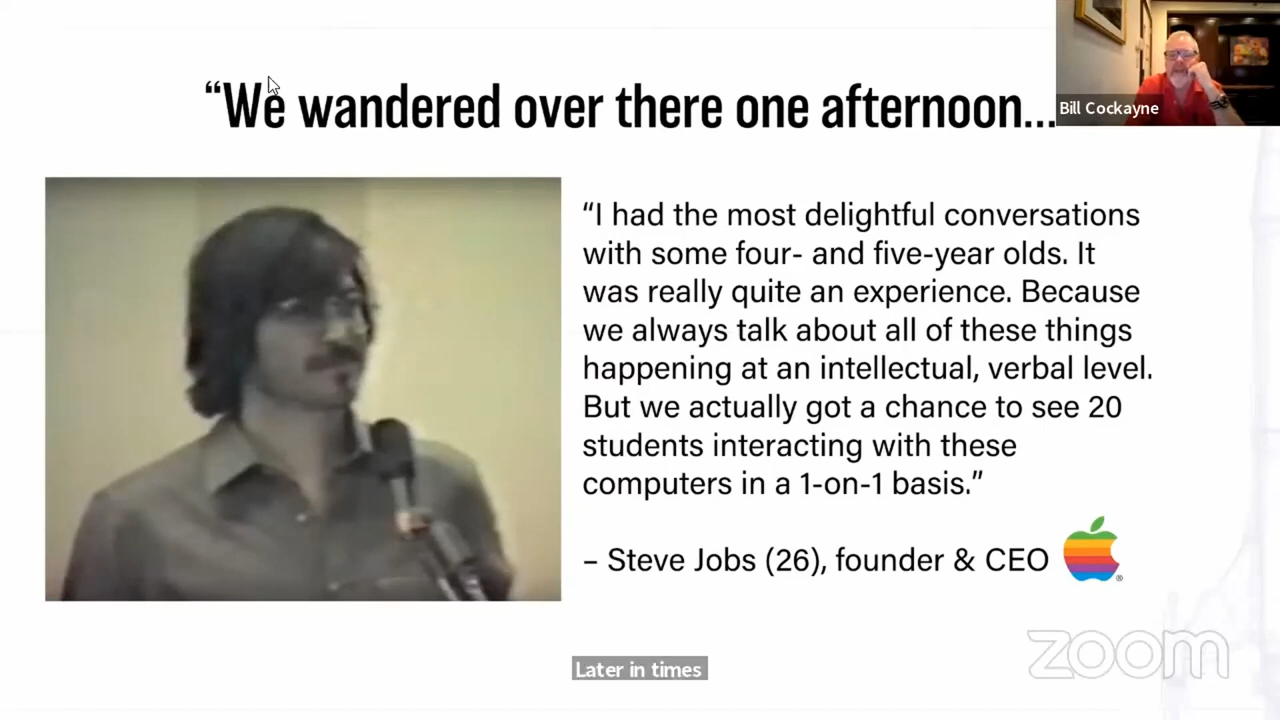 “We wandered over there one afternoon...
Bill Cockayne
“I had the most delightful conversations
with some four- and five-year olds. It
was really quite an experience. Because
we always talk about all of these things
happening at an intellectual, verbal level.
But we actually got a chance to see 20
students interacting with these
computers in a 1-on-1 basis.”
– Steve Jobs (26), founder & CEO
®
zoom
Later in times